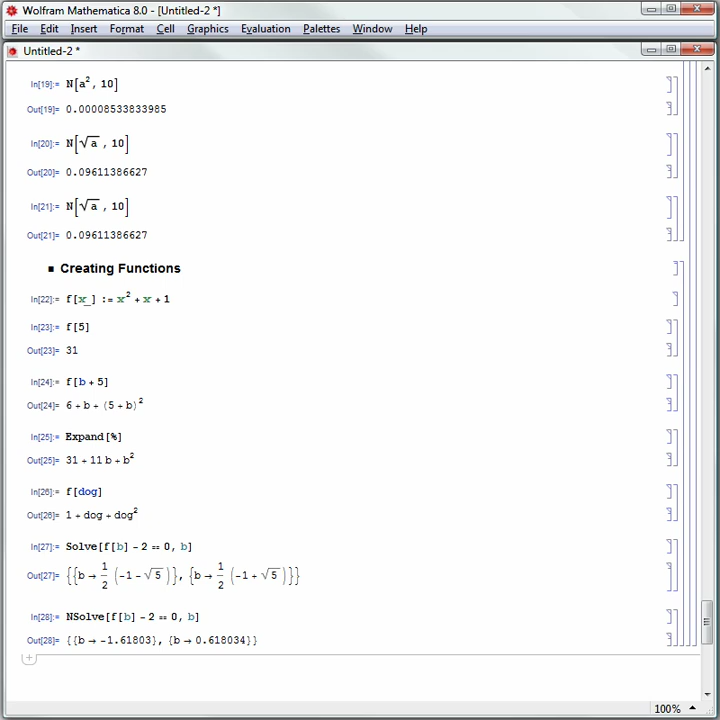 Wolfram Mathematica 8.0 - [Untitled-2 *]
File Edit Insert Format Cell Graphics Evaluation Palettes Window Help
Untitled-2 *
In[19]:= N[a², 10]
Out[19]= 0.00008533833985
In[20]:= N[√a, 10]
Out[20]= 0.09611386627
In[21]:= N[√a, 10]
Out[21]= 0.09611386627
■ Creating Functions
In[22]:= f[x_] := x² + x + 1
In[23]:= f[5]
Out[23]= 31
In[24]:= f[b + 5]
Out[24]= 6 + b + (5 + b)²
In[25]:= Expand[%]
Out[25]= 31 + 11 b + b²
In[26]:= f[dog]
Out[26]= 1 + dog + dog²
In[27]:= Solve[f[b] - 2 == 0, b]
Out[27]= {{b → 1/2 (-1 - √5)}, {b → 1/2 (-1 + √5)}}
In[28]:= NSolve[f[b] - 2 == 0, b]
Out[28]= {{b → -1.61803}, {b → 0.618034}}
100%